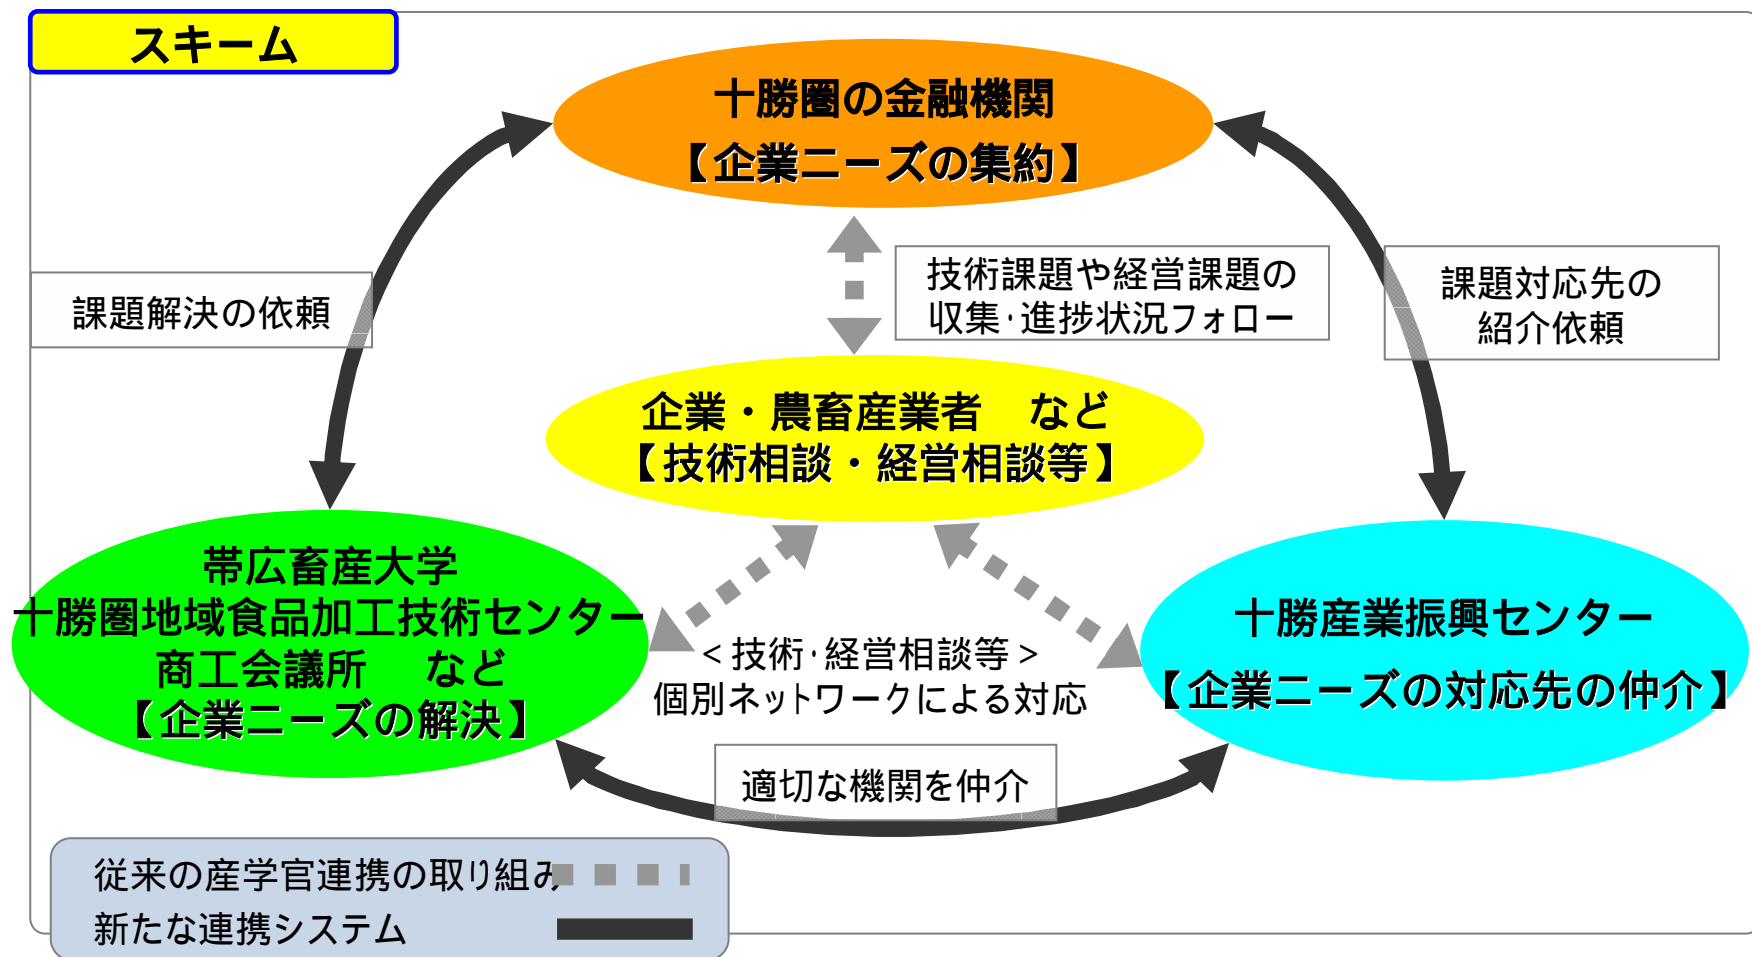 スキーム
十勝圏の金融機関
【企業ニーズの集約】
課題解決の依頼
技術課題や経営課題の
収集・進捗状況フォロー
課題対応先の
紹介依頼
企業・農畜産業者　など
【技術相談・経営相談等】
帯広畜産大学
十勝圏地域食品加工技術センター
商工会議所　など
【企業ニーズの解決】
十勝産業振興センター
【企業ニーズの対応先の仲介】
<技術・経営相談等>
個別ネットワークによる対応
適切な機関を仲介
従来の産学官連携の取り組み
新たな連携システム